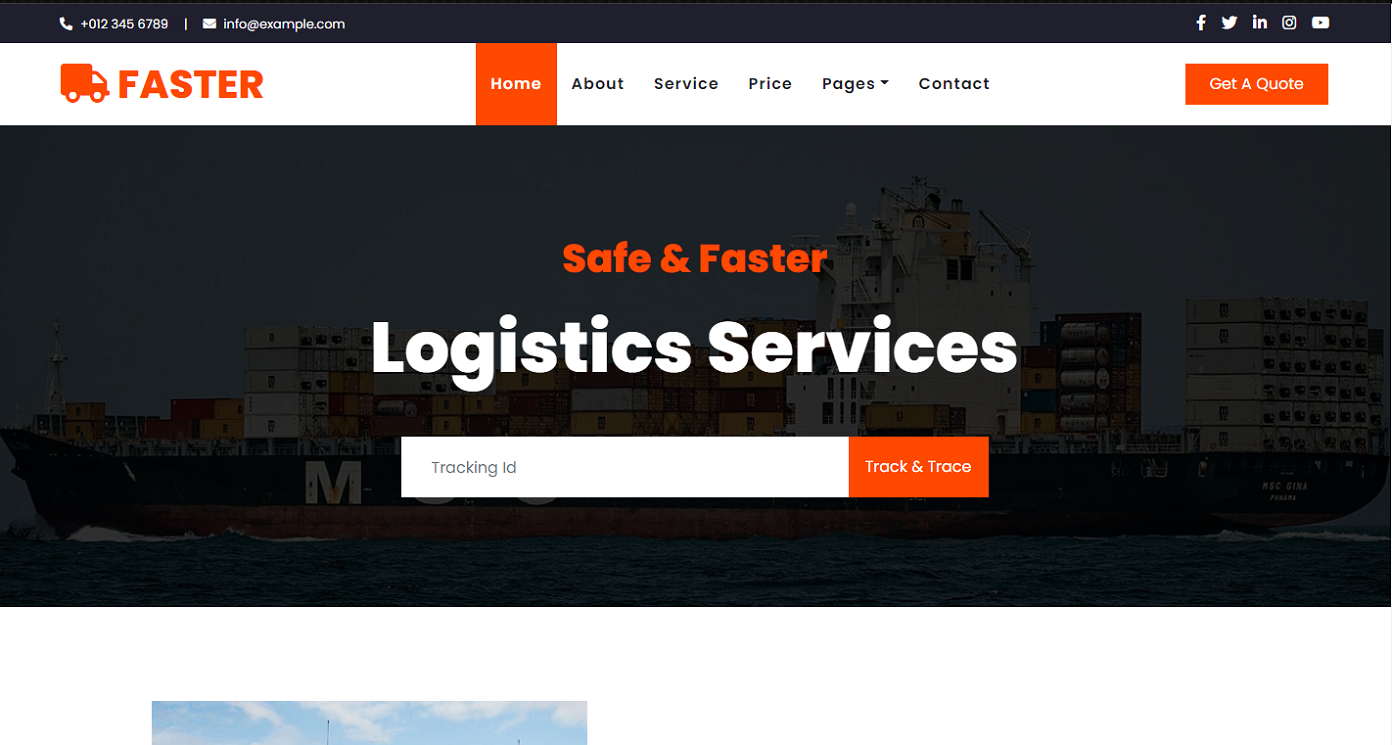 +012 345 6789 | info@example.com
FASTER
Home About Service Price Pages Contact
Get A Quote
Safe & Faster
Logistics Services
Tracking Id
Track & Trace
M
MSC GINA
PANAMA